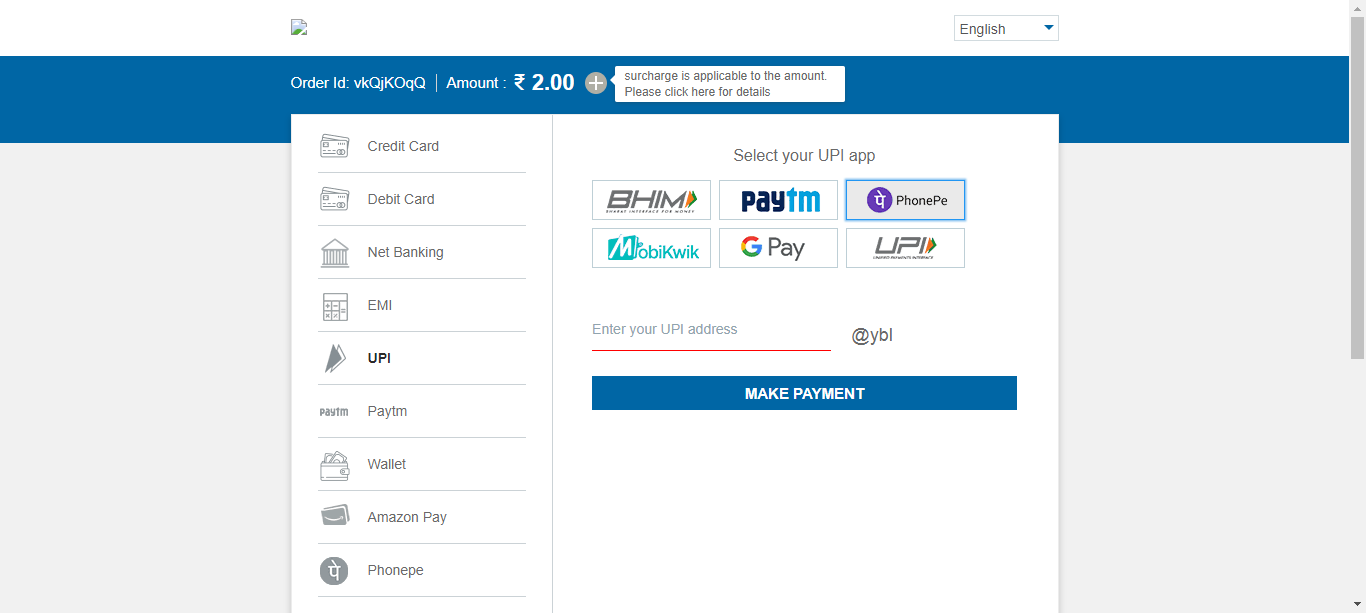 English
Order Id: vkQjKOqQ
Amount : ₹ 2.00
surcharge is applicable to the amount.
Please click here for details
Credit Card
Debit Card
Net Banking
EMI
UPI
paytm Paytm
Wallet
Amazon Pay
पे Phonepe
Select your UPI app
BHIM
BHARAT INTERFACE FOR MONEY
paytm
पे PhonePe
MobiKwik
G Pay
UPI
UNIFIED PAYMENTS INTERFACE
Enter your UPI address
@ybl
MAKE PAYMENT